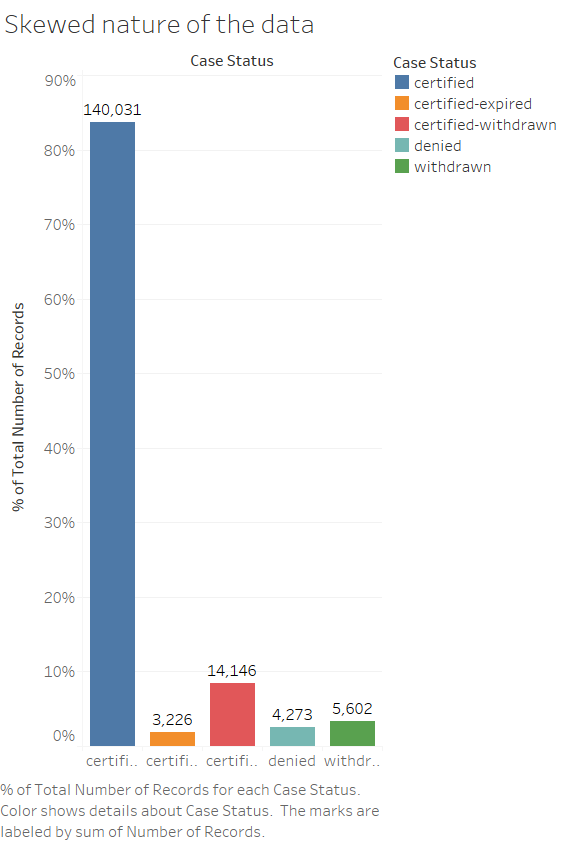 Skewed nature of the data
Case Status
Case Status
certified
certified-expired
certified-withdrawn
denied
withdrawn
% of Total Number of Records
90%
80%
70%
60%
50%
40%
30%
20%
10%
0%
140,031
3,226
14,146
4,273
5,602
certifi..
certifi..
certifi..
denied
withdr..
% of Total Number of Records for each Case Status.
Color shows details about Case Status. The marks are
labeled by sum of Number of Records.